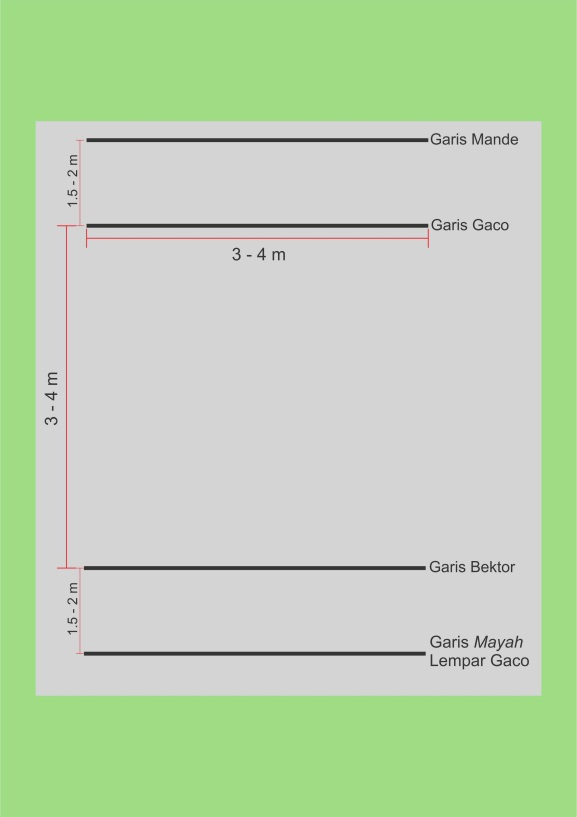 Garis Mande
1.5 - 2 m
Garis Gaco
3 - 4 m
3 - 4 m
Garis Bektor
1.5 - 2 m
Garis Mayah
Lempar Gaco